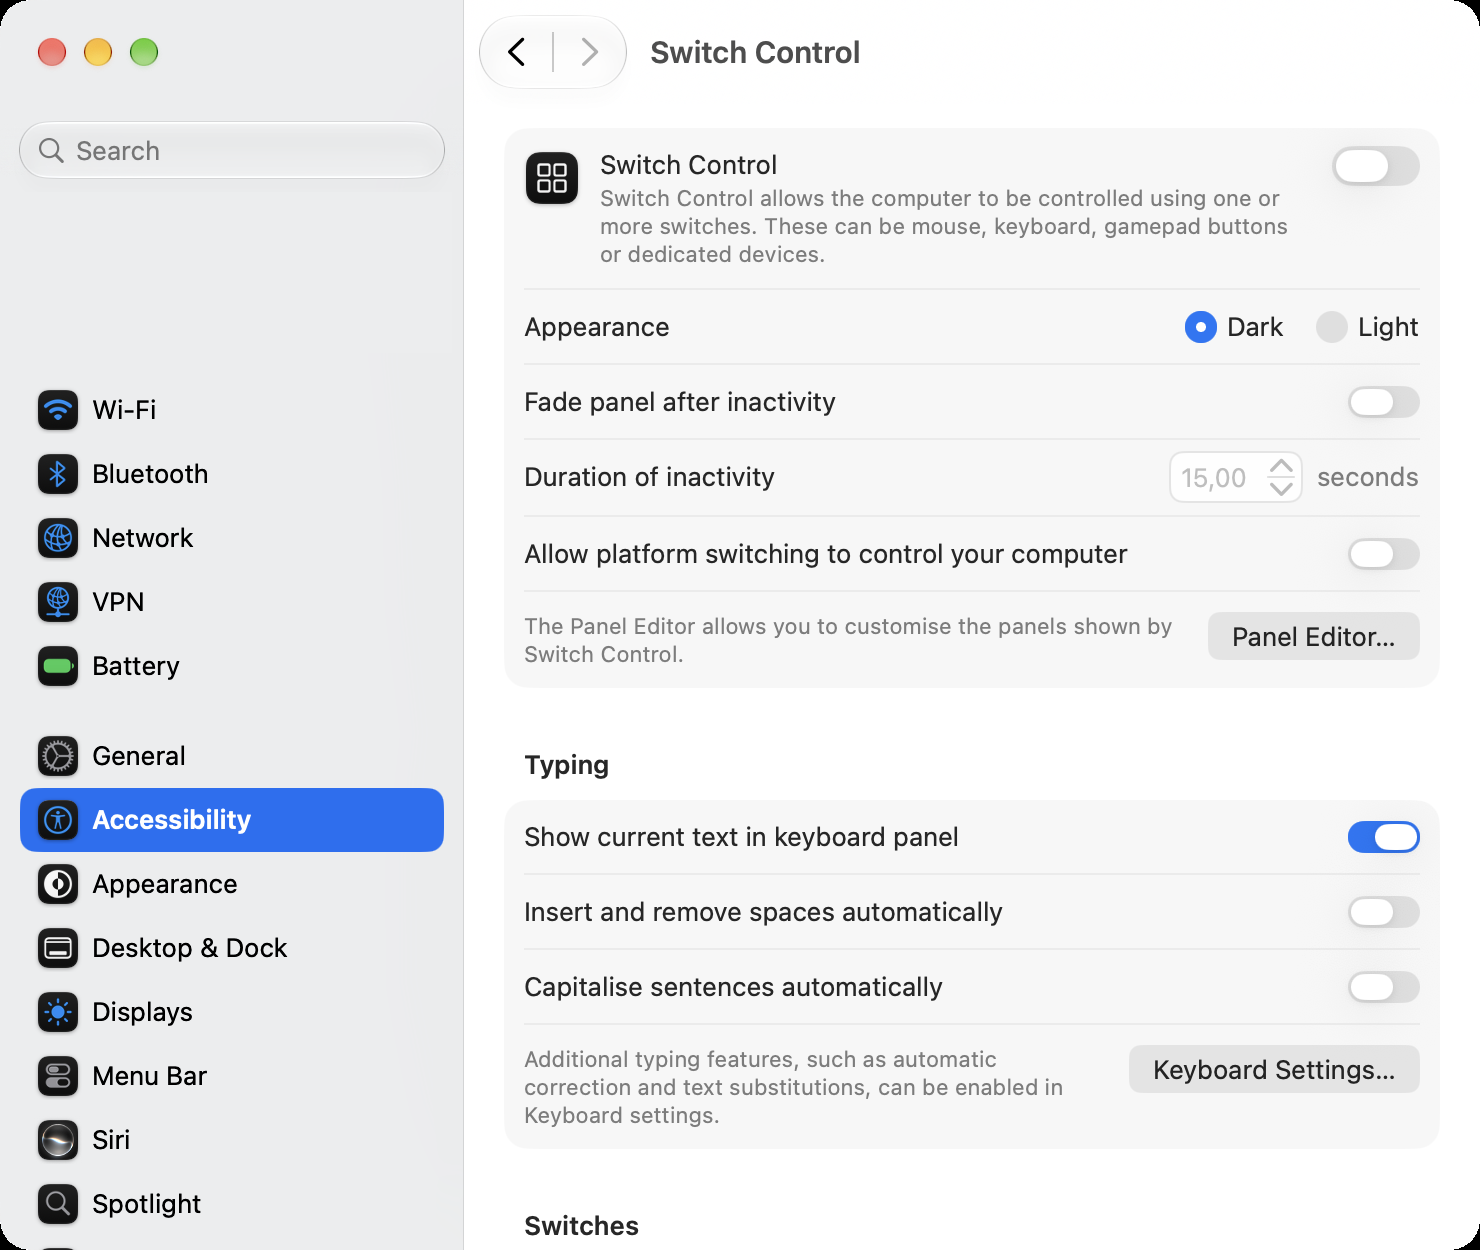 Search
Wi-Fi
Bluetooth
Network
VPN
Battery
General
Accessibility
Appearance
Desktop & Dock
Displays
Menu Bar
Siri
Spotlight
Switch Control
Switch Control
Switch Control allows the computer to be controlled using one or
more switches. These can be mouse, keyboard, gamepad buttons
or dedicated devices.
Appearance Dark Light
Fade panel after inactivity
Duration of inactivity 15,00 seconds
Allow platform switching to control your computer
The Panel Editor allows you to customise the panels shown by
Switch Control.
Panel Editor...
Typing
Show current text in keyboard panel
Insert and remove spaces automatically
Capitalise sentences automatically
Additional typing features, such as automatic
correction and text substitutions, can be enabled in
Keyboard settings.
Keyboard Settings...
Switches